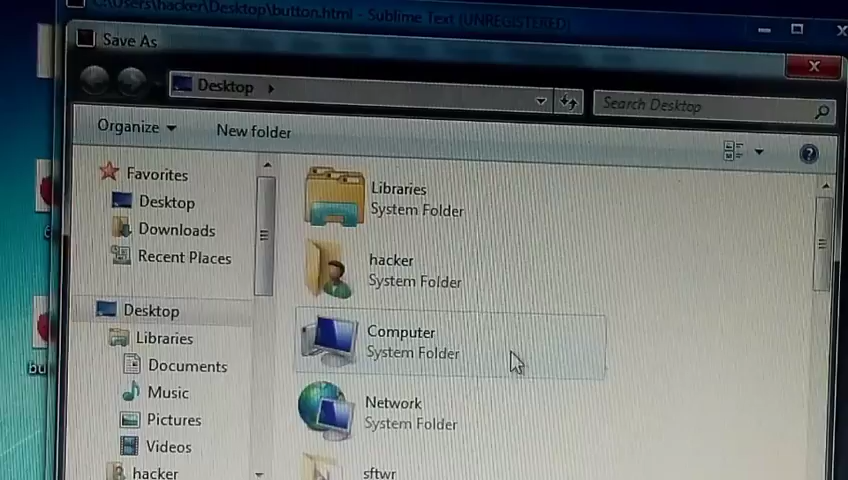 C:\Users\hacker\Desktop\button.html - Sublime Text (UNREGISTERED)
Save As
Desktop
Search Desktop
Organize
New folder
Favorites
Desktop
Downloads
Recent Places
Desktop
Libraries
Documents
Music
Pictures
Videos
hacker
Libraries
System Folder
hacker
System Folder
Computer
System Folder
Network
System Folder
sftwr